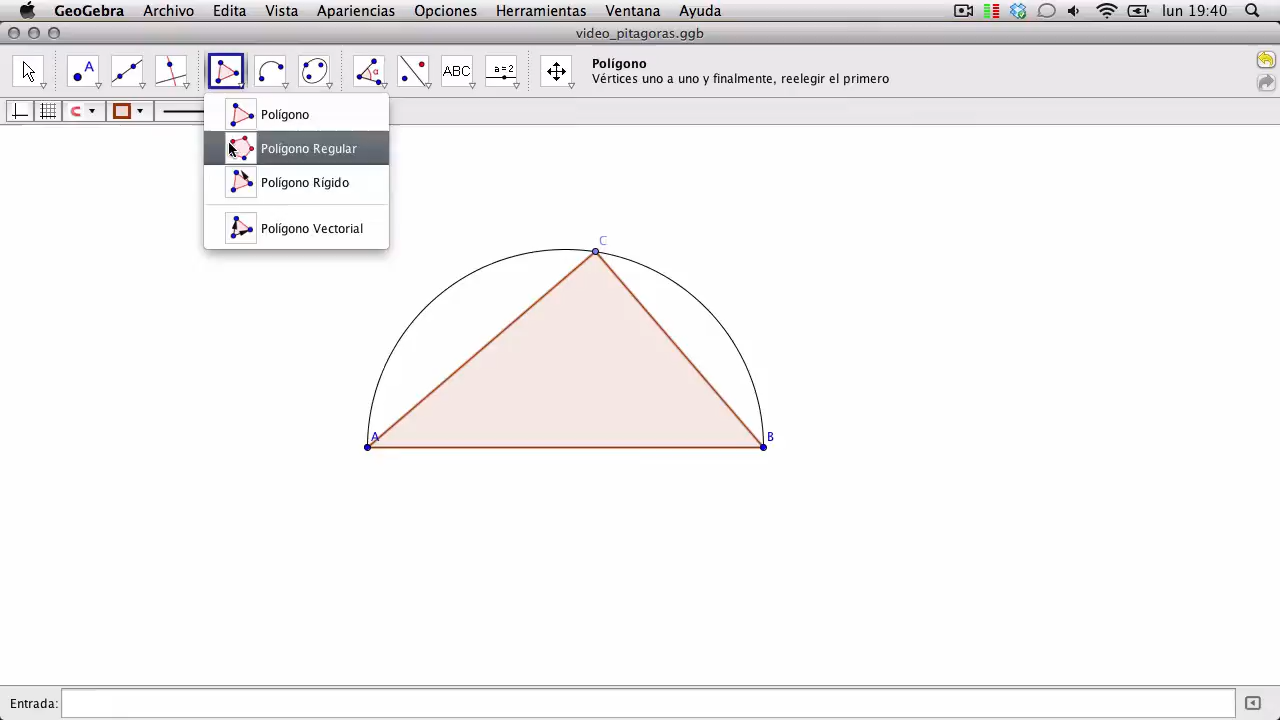 GeoGebra Archivo Edita Vista Apariencias Opciones Herramientas Ventana Ayuda lun 19:40
video_pitagoras.ggb
A
α
ABC
a=2
Polígono
Vértices uno a uno y finalmente, reelegir el primero
Polígono
Polígono Regular
Polígono Rígido
Polígono Vectorial
C
A
B
Entrada: